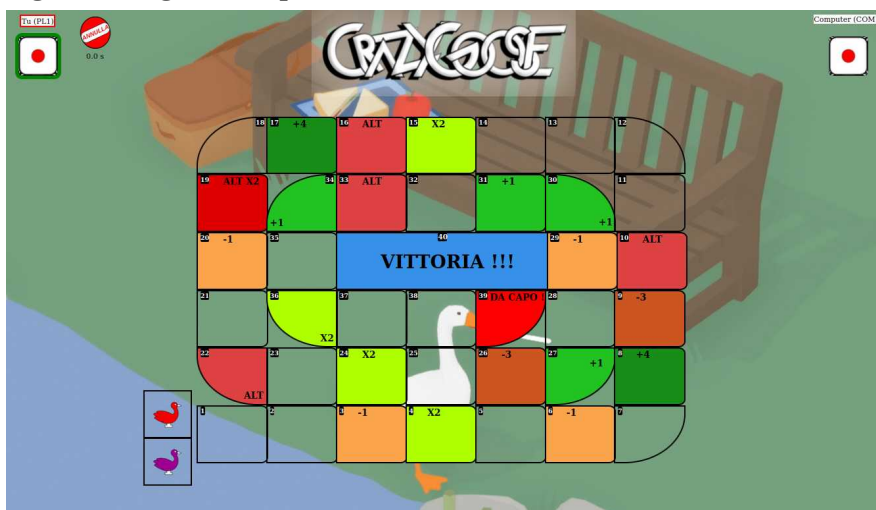 Tu (PL1)
ANNULLA
0.0 s
CRAZYGOOSE
Computer (COM
18
17 +4
16 ALT
15 X2
14
13
12
19 ALT X2
34 +1
33 ALT
32
31 +1
30 +1
11
20 -1
35
40
VITTORIA !!!
29 -1
10 ALT
21
36 X2
37
38
39 DA CAPO !
28
9 -3
22 ALT
23
24 X2
25
26 -3
27 +1
8 +4
1
2
3 -1
4 X2
5
6 -1
7